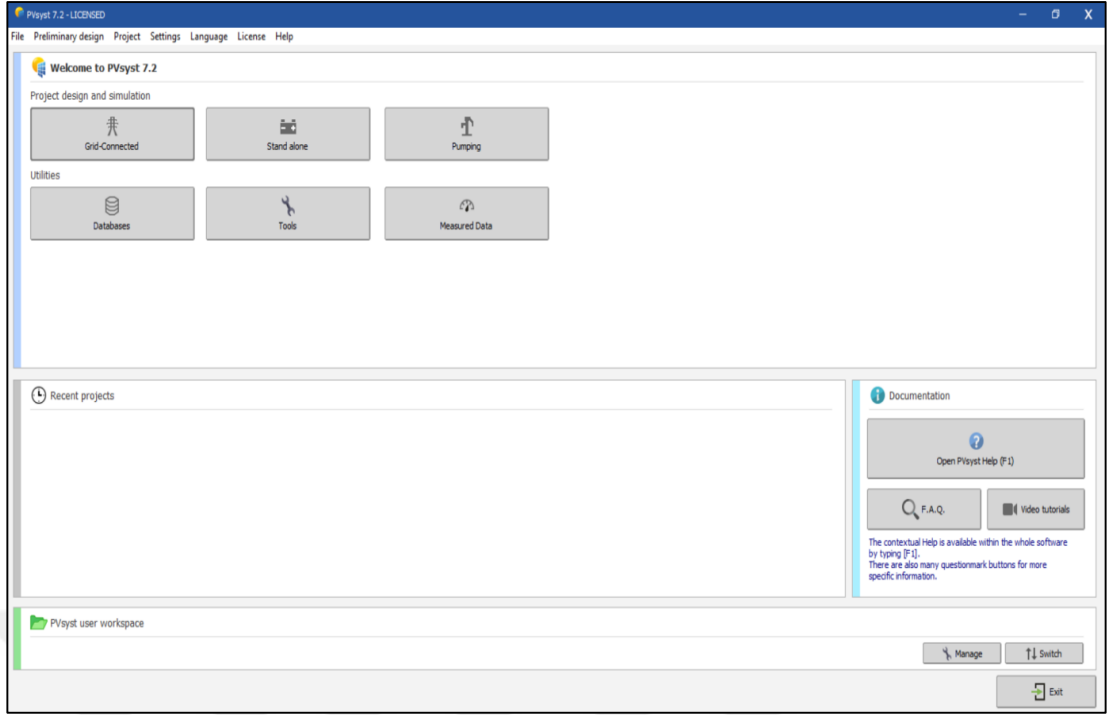 PVsyst 7.2 - LICENSED
File Preliminary design Project Settings Language License Help
Welcome to PVsyst 7.2
Project design and simulation
Grid-Connected Stand alone Pumping
Utilities
Databases Tools Measured Data
Recent projects
Documentation
Open PVsyst Help (F1)
F.A.Q. Video tutorials
The contextual Help is available within the whole software
by typing [F1].
There are also many questionmark buttons for more
specific information.
PVsyst user workspace
Manage Switch
Exit